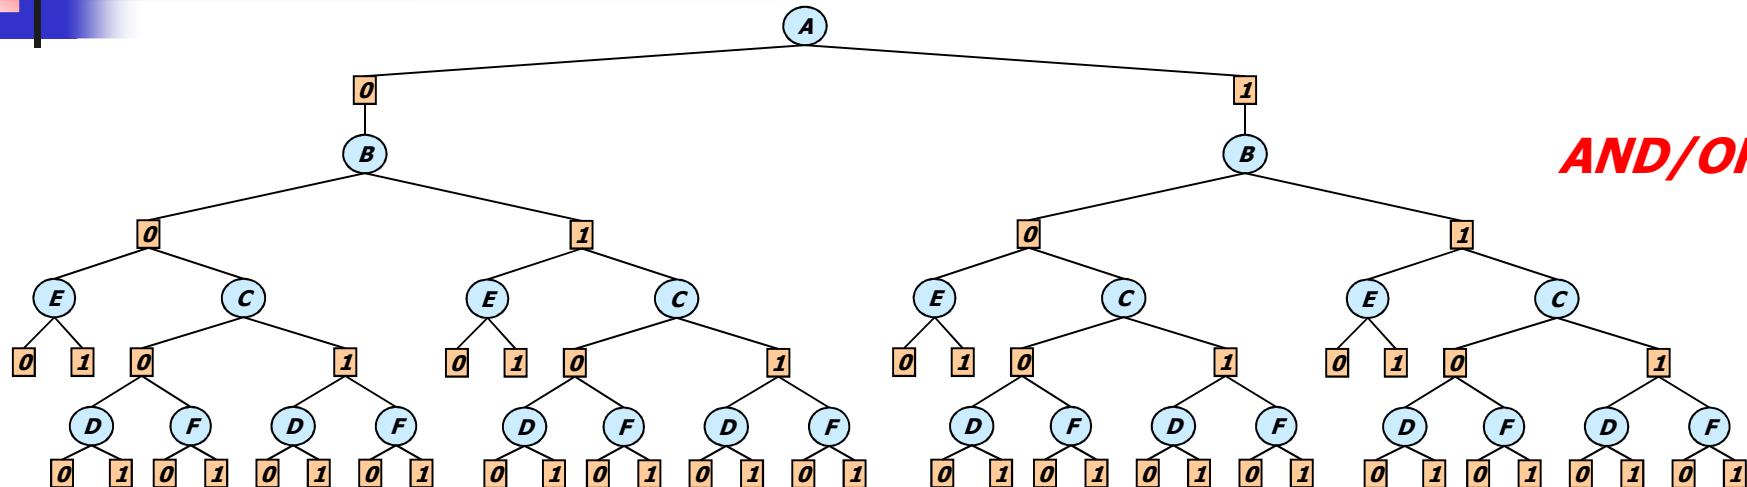 A
0 1
B B
AND/OR
0 1 0 1
E C E C E C E C
0 1 0 1 0 1 0 1 0 1 0 1 0 1 0 1
D F D F D F D F D F D F D F D F
0 1 0 1 0 1 0 1 0 1 0 1 0 1 0 1 0 1 0 1 0 1 0 1 0 1 0 1 0 1 0 1